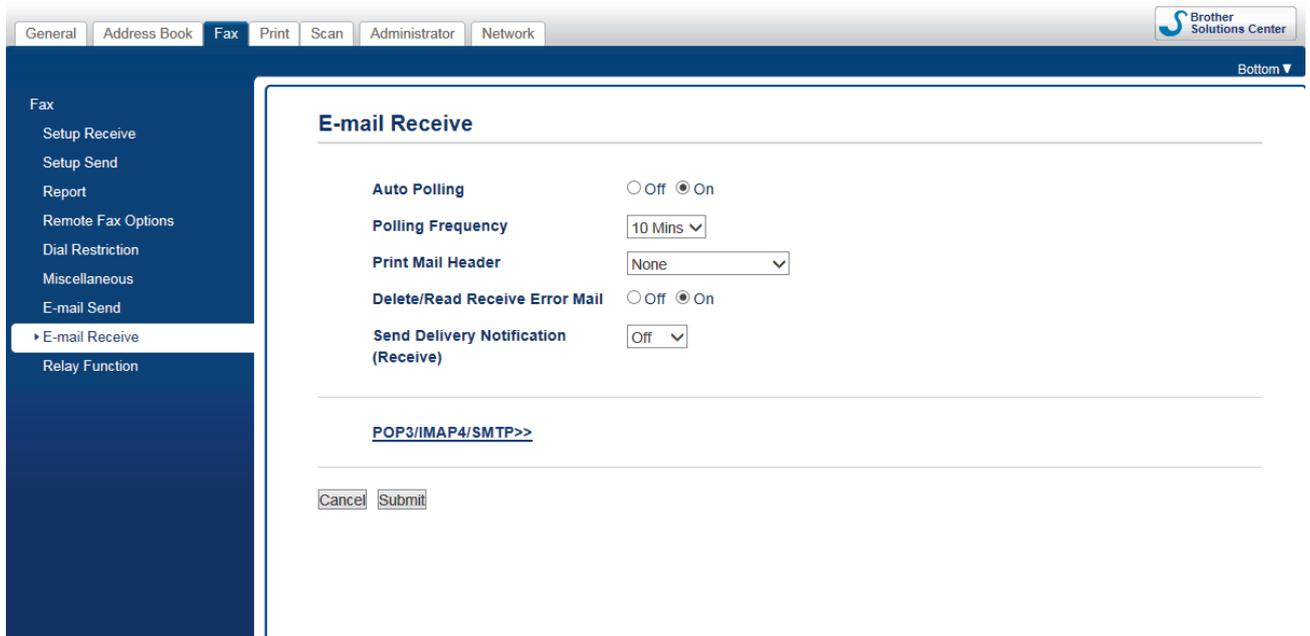 General Address Book Fax Print Scan Administrator Network
Brother
Solutions Center
Bottom▼
Fax
Setup Receive
Setup Send
Report
Remote Fax Options
Dial Restriction
Miscellaneous
E-mail Send
E-mail Receive
Relay Function
E-mail Receive
Auto Polling Off On
Polling Frequency 10 Mins
Print Mail Header None
Delete/Read Receive Error Mail Off On
Send Delivery Notification Off
(Receive)
POP3/IMAP4/SMTP>>
Cancel Submit